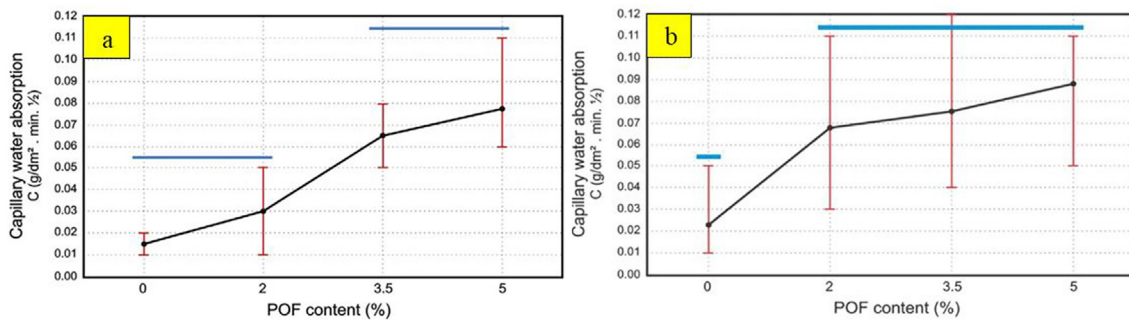 a
0.12
0.11
0.10
0.09
0.08
0.07
0.06
0.05
0.04
0.03
0.02
0.01
0.00
Capillary water absorption
C (g/dm² . min. ½)
0 2 3.5 5
POF content (%)
b
0.12
0.11
0.10
0.09
0.08
0.07
0.06
0.05
0.04
0.03
0.02
0.01
0.00
Capillary water absorption
C (g/dm² . min. ½)
0 2 3.5 5
POF content (%)